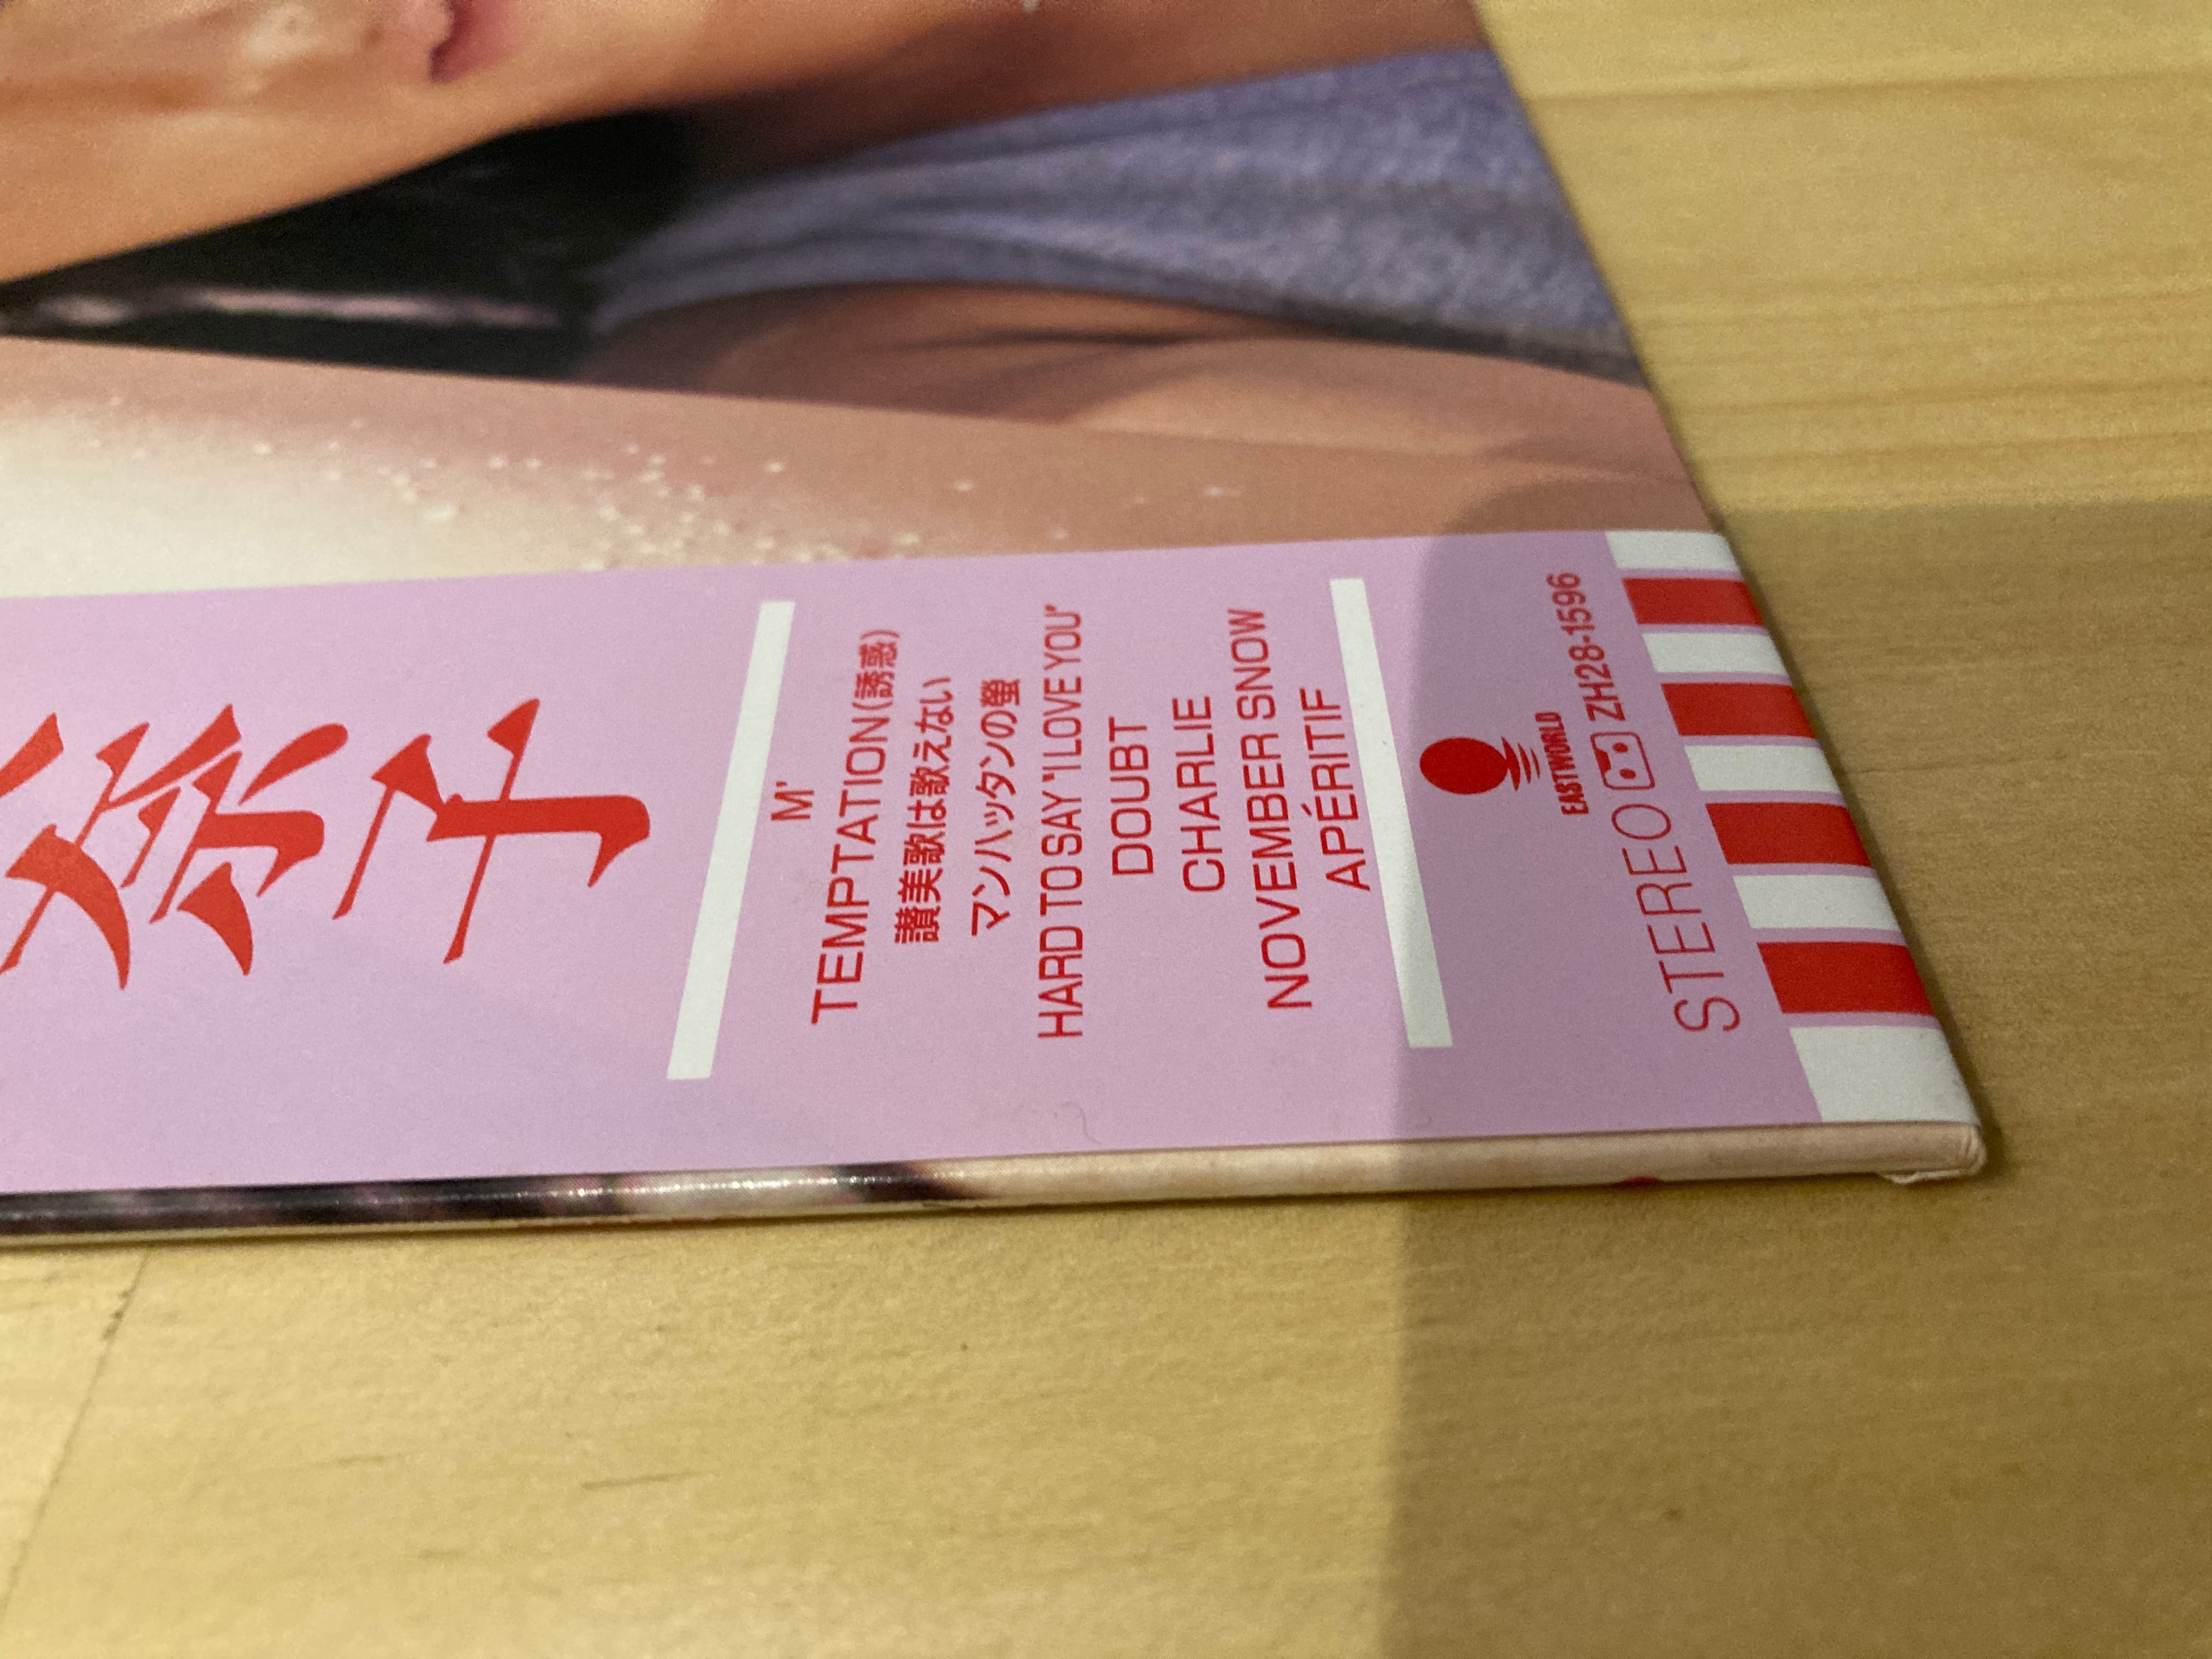 奈
子
M'
TEMPTATION(誘惑)
讃美歌は歌えない
マンハッタンの螢
HARD TO SAY "I LOVE YOU"
DOUBT
CHARLIE
NOVEMBER SNOW
APÉRITIF
EASTWORLD
STEREO ZH28-1596